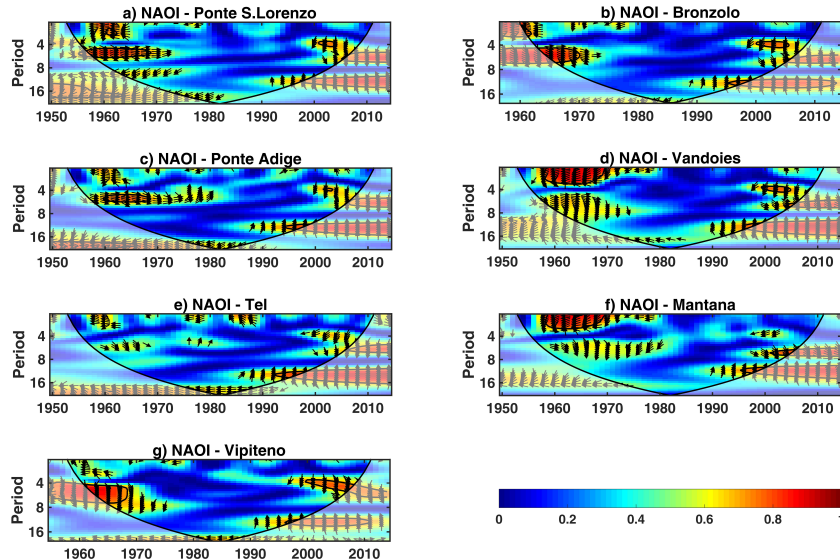 a) NAOI - Ponte S.Lorenzo
Period
4
8
16
1950 1960 1970 1980 1990 2000 2010
b) NAOI - Bronzolo
4
8
16
1960 1970 1980 1990 2000 2010
c) NAOI - Ponte Adige
Period
4
8
16
1950 1960 1970 1980 1990 2000 2010
d) NAOI - Vandoies
4
8
16
1950 1960 1970 1980 1990 2000 2010
e) NAOI - Tel
Period
4
8
16
1950 1960 1970 1980 1990 2000 2010
f) NAOI - Mantana
4
8
16
1950 1960 1970 1980 1990 2000 2010
g) NAOI - Vipiteno
Period
4
8
16
1960 1970 1980 1990 2000 2010
0 0.2 0.4 0.6 0.8